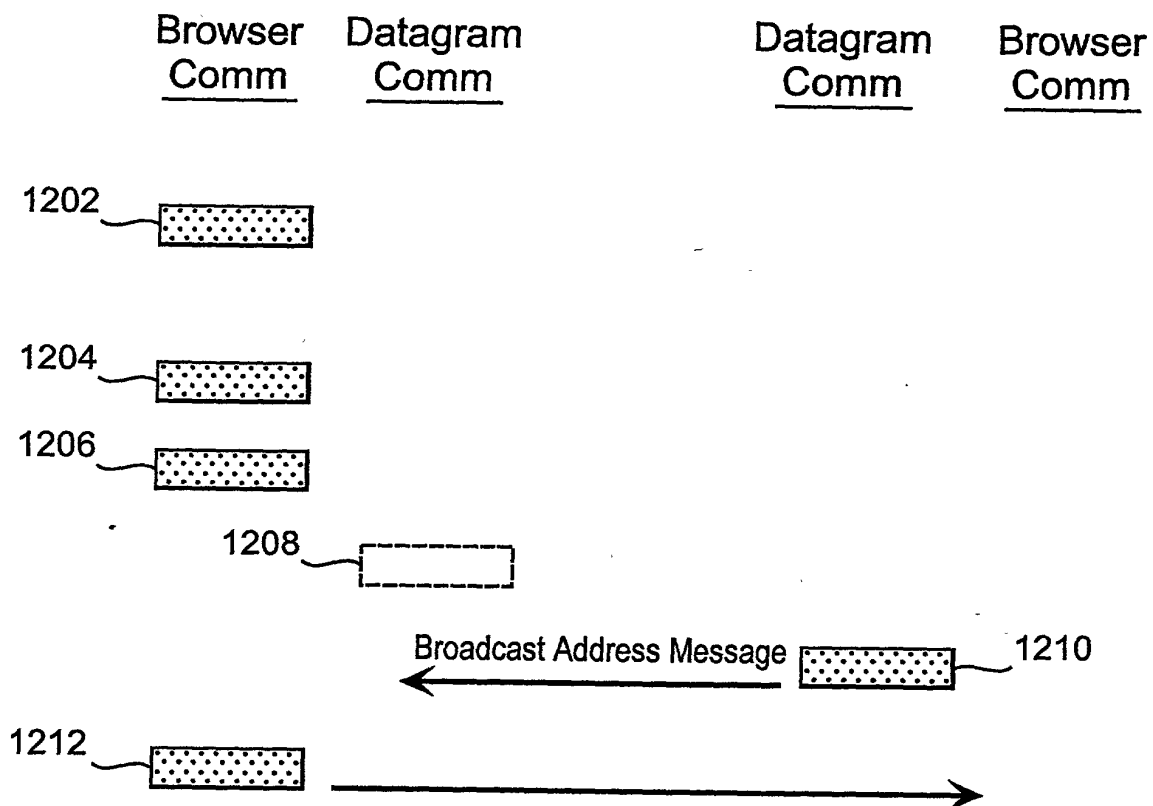 Browser Comm
Datagram Comm
Datagram Comm
Browser Comm
1202
1204
1206
1208
Broadcast Address Message
1210
1212